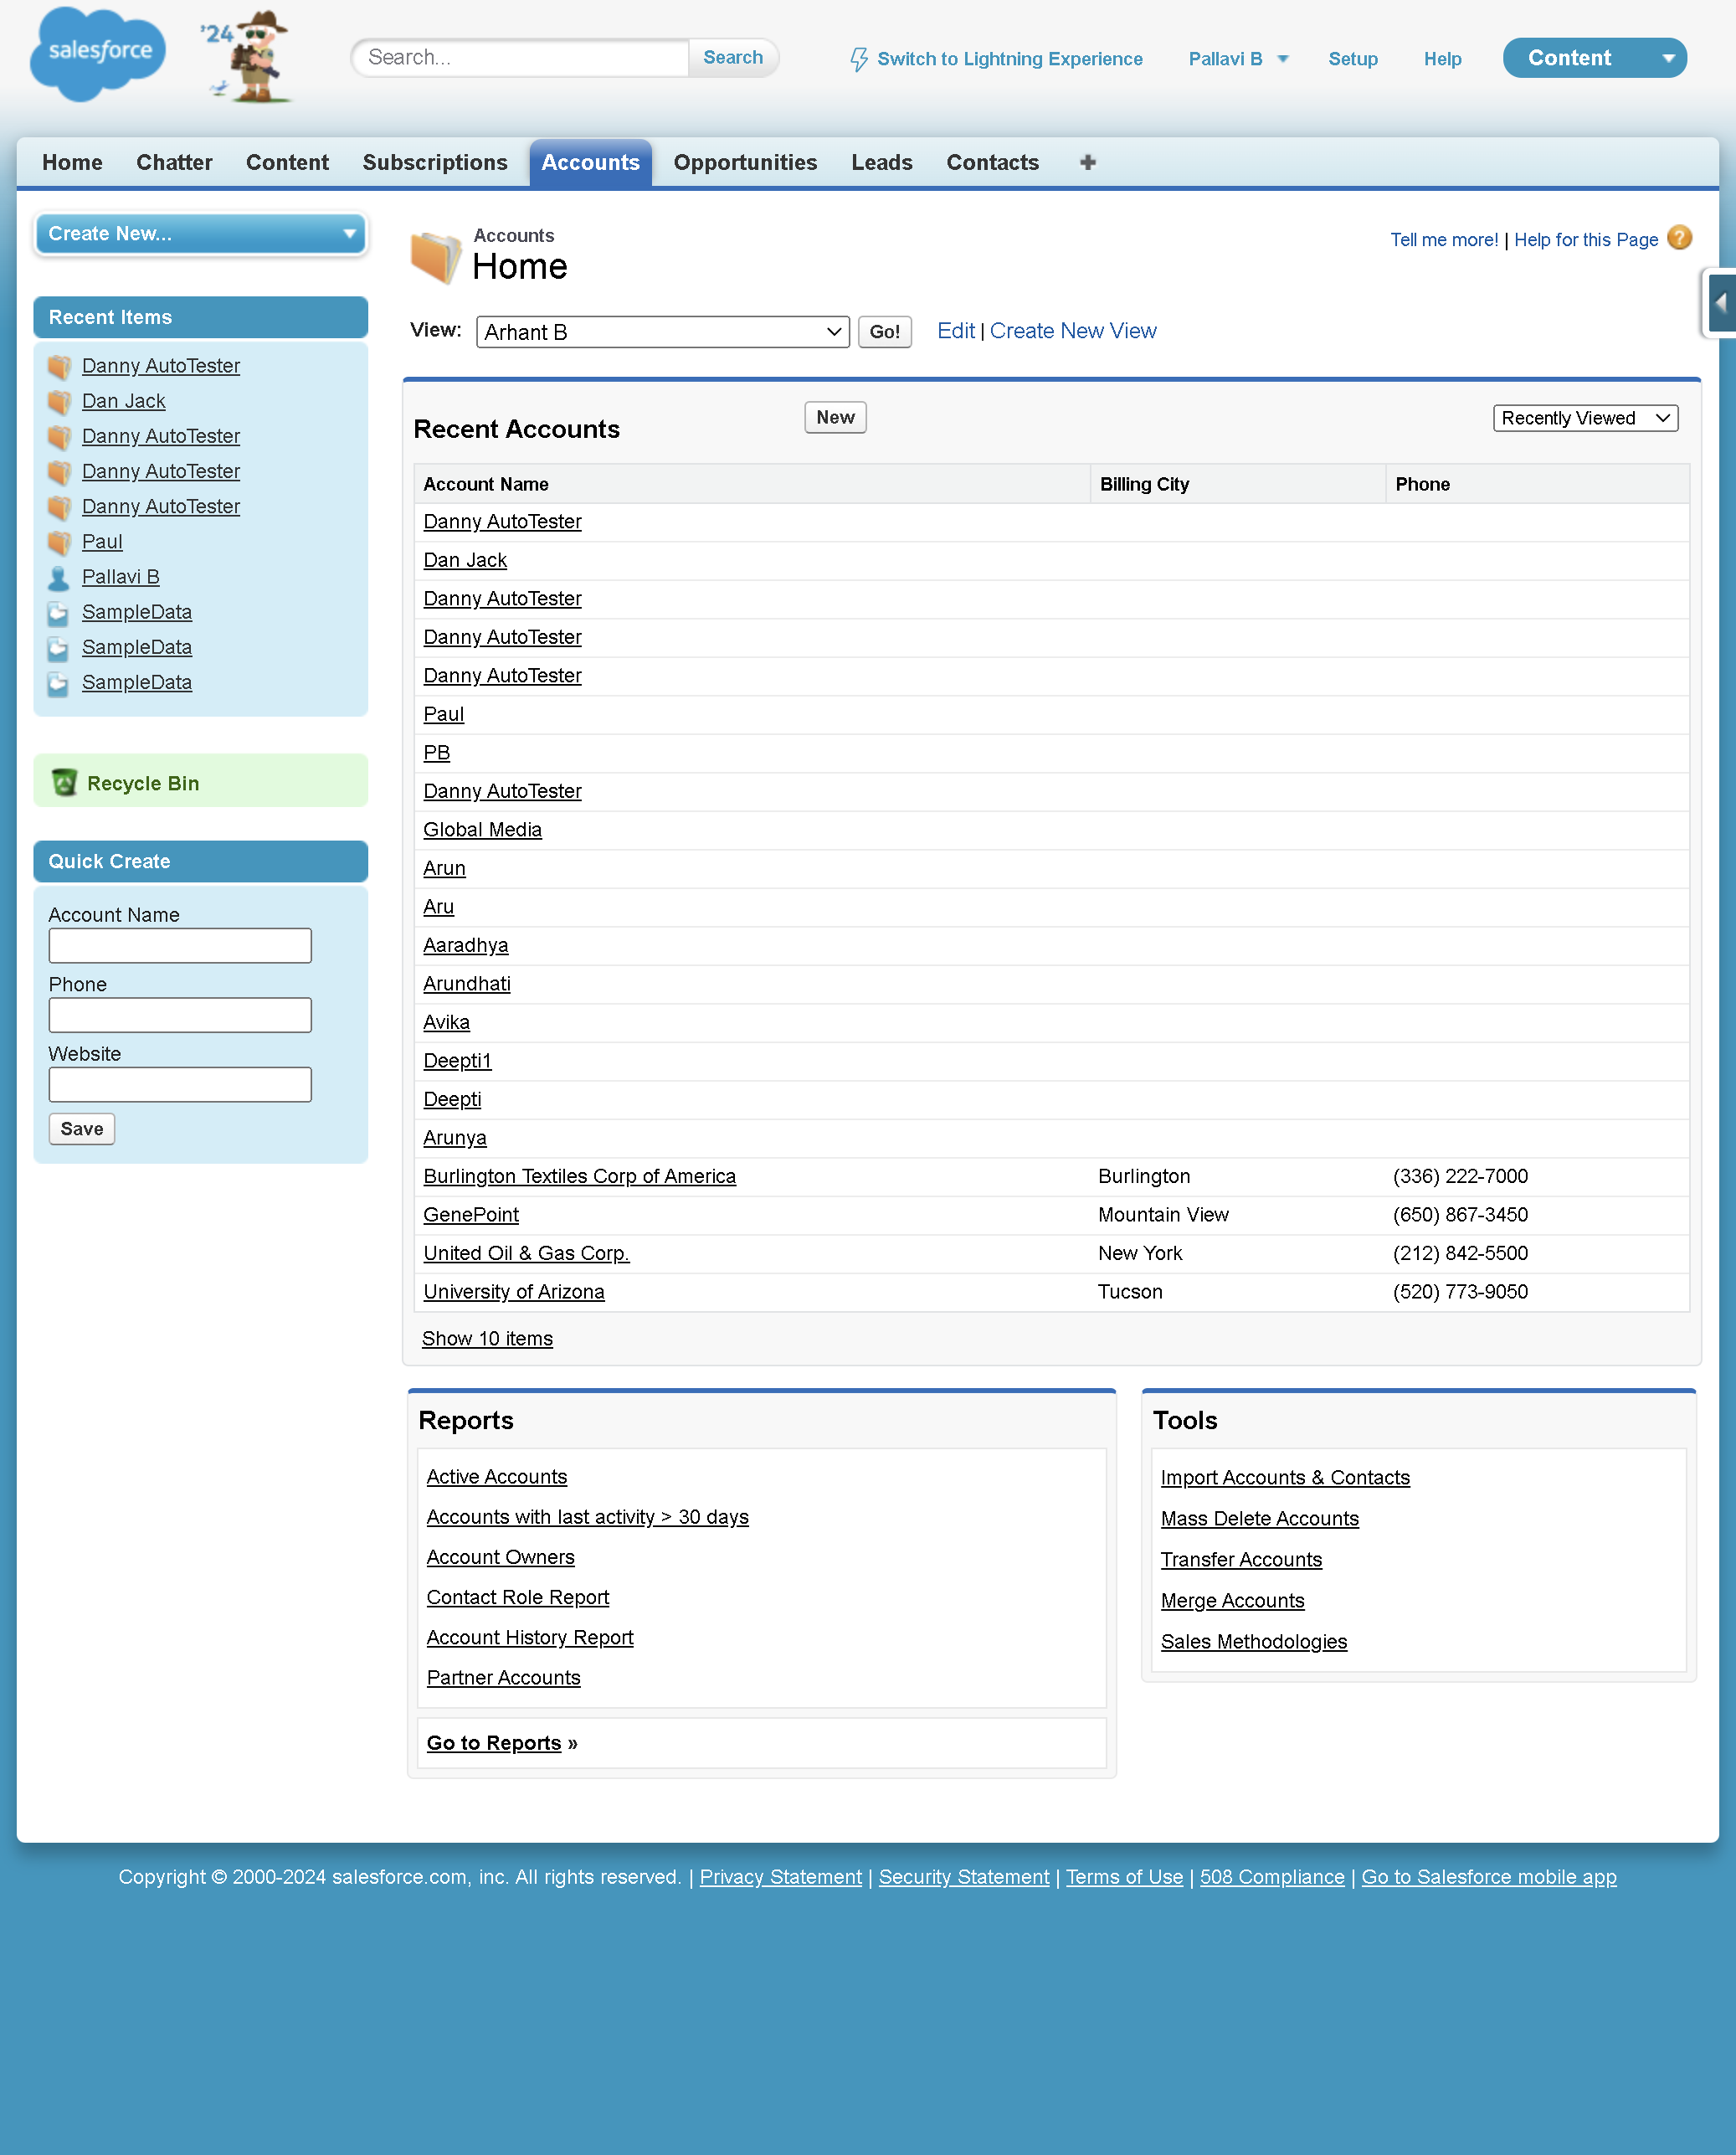 salesforce
'24
Search...
Search
Switch to Lightning Experience
Pallavi B
Setup
Help
Content
Home
Chatter
Content
Subscriptions
Accounts
Opportunities
Leads
Contacts
+
Create New...
Recent Items
Danny AutoTester
Dan Jack
Danny AutoTester
Danny AutoTester
Danny AutoTester
Paul
Pallavi B
SampleData
SampleData
SampleData
Recycle Bin
Quick Create
Account Name
Phone
Website
Save
Accounts
Home
Tell me more! | Help for this Page ?
View: Arhant B Go! Edit | Create New View
Recent Accounts New Recently Viewed
Account Name Billing City Phone
Danny AutoTester
Dan Jack
Danny AutoTester
Danny AutoTester
Danny AutoTester
Paul
PB
Danny AutoTester
Global Media
Arun
Aru
Aaradhya
Arundhati
Avika
Deepti1
Deepti
Arunya
Burlington Textiles Corp of America Burlington (336) 222-7000
GenePoint Mountain View (650) 867-3450
United Oil & Gas Corp. New York (212) 842-5500
University of Arizona Tucson (520) 773-9050
Show 10 items
Reports
Active Accounts
Accounts with last activity > 30 days
Account Owners
Contact Role Report
Account History Report
Partner Accounts
Go to Reports »
Tools
Import Accounts & Contacts
Mass Delete Accounts
Transfer Accounts
Merge Accounts
Sales Methodologies
Copyright © 2000-2024 salesforce.com, inc. All rights reserved. | Privacy Statement | Security Statement | Terms of Use | 508 Compliance | Go to Salesforce mobile app